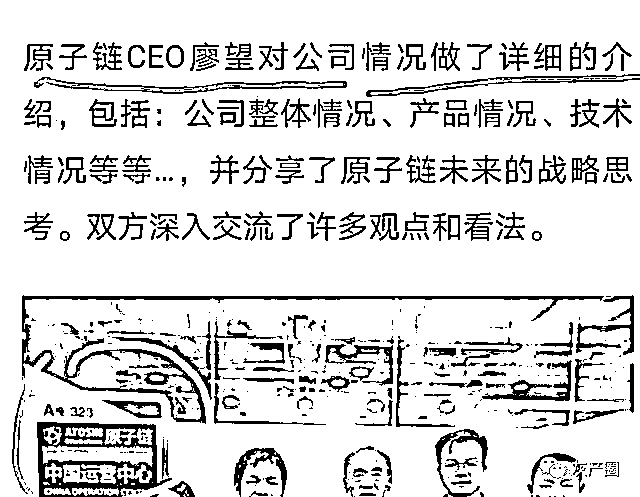 原子链CEO廖望对公司情况做了详细的介
绍，包括：公司整体情况、产品情况、技术
情况等等...，并分享了原子链未来的战略思
考。双方深入交流了许多观点和看法。
323
原子链
中国运营中心
灰产圈